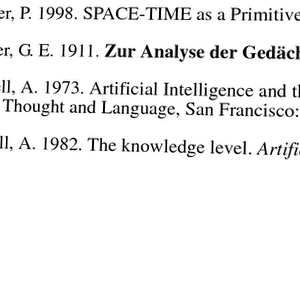 er, P. 1998. SPACE-TIME as a Primitive
er, G. E. 1911. Zur Analyse der Gedäch
ll, A. 1973. Artificial Intelligence and th
Thought and Language, San Francisco:
ll, A. 1982. The knowledge level. Artifi